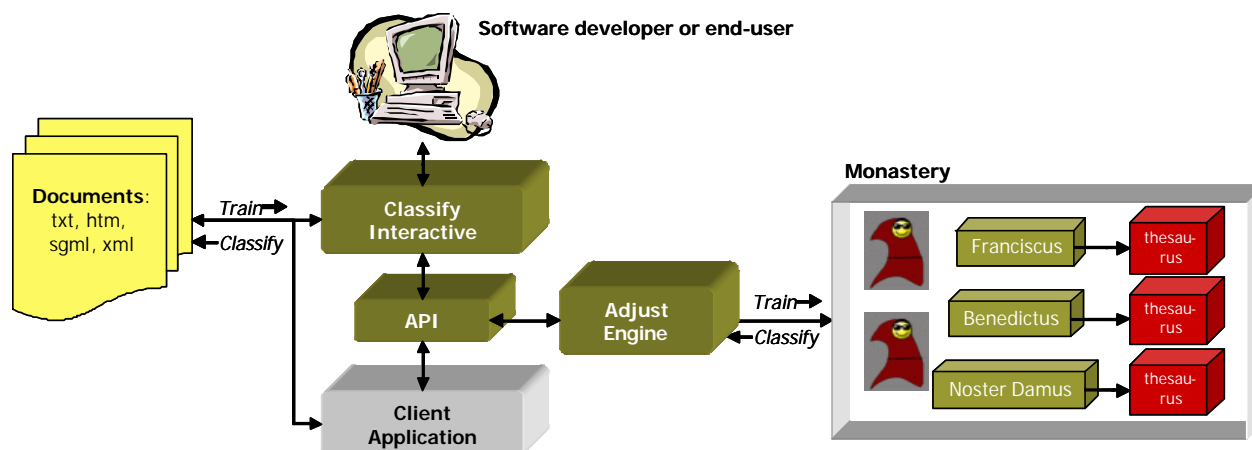 Software developer or end-user
Documents:
txt, htm,
sgml, xml
Train
Classify
Classify
Interactive
API
Client
Application
Adjust
Engine
Train
Classify
Monastery
Franciscus
thesau-
rus
Benedictus
thesau-
rus
Noster Damus
thesau-
rus